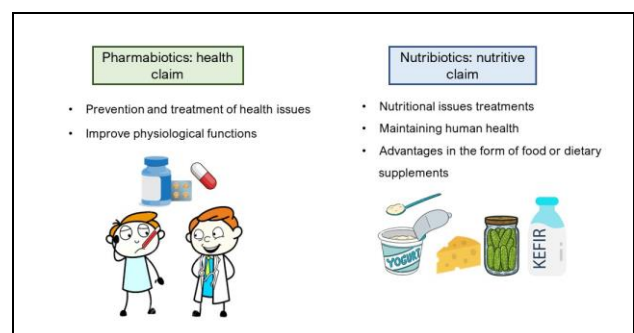 Pharmabiotics: health
claim
• Prevention and treatment of health issues
• Improve physiological functions
Nutribiotics: nutritive
claim
• Nutritional issues treatments
• Maintaining human health
• Advantages in the form of food or dietary
supplements
YOGURT
KEFIR